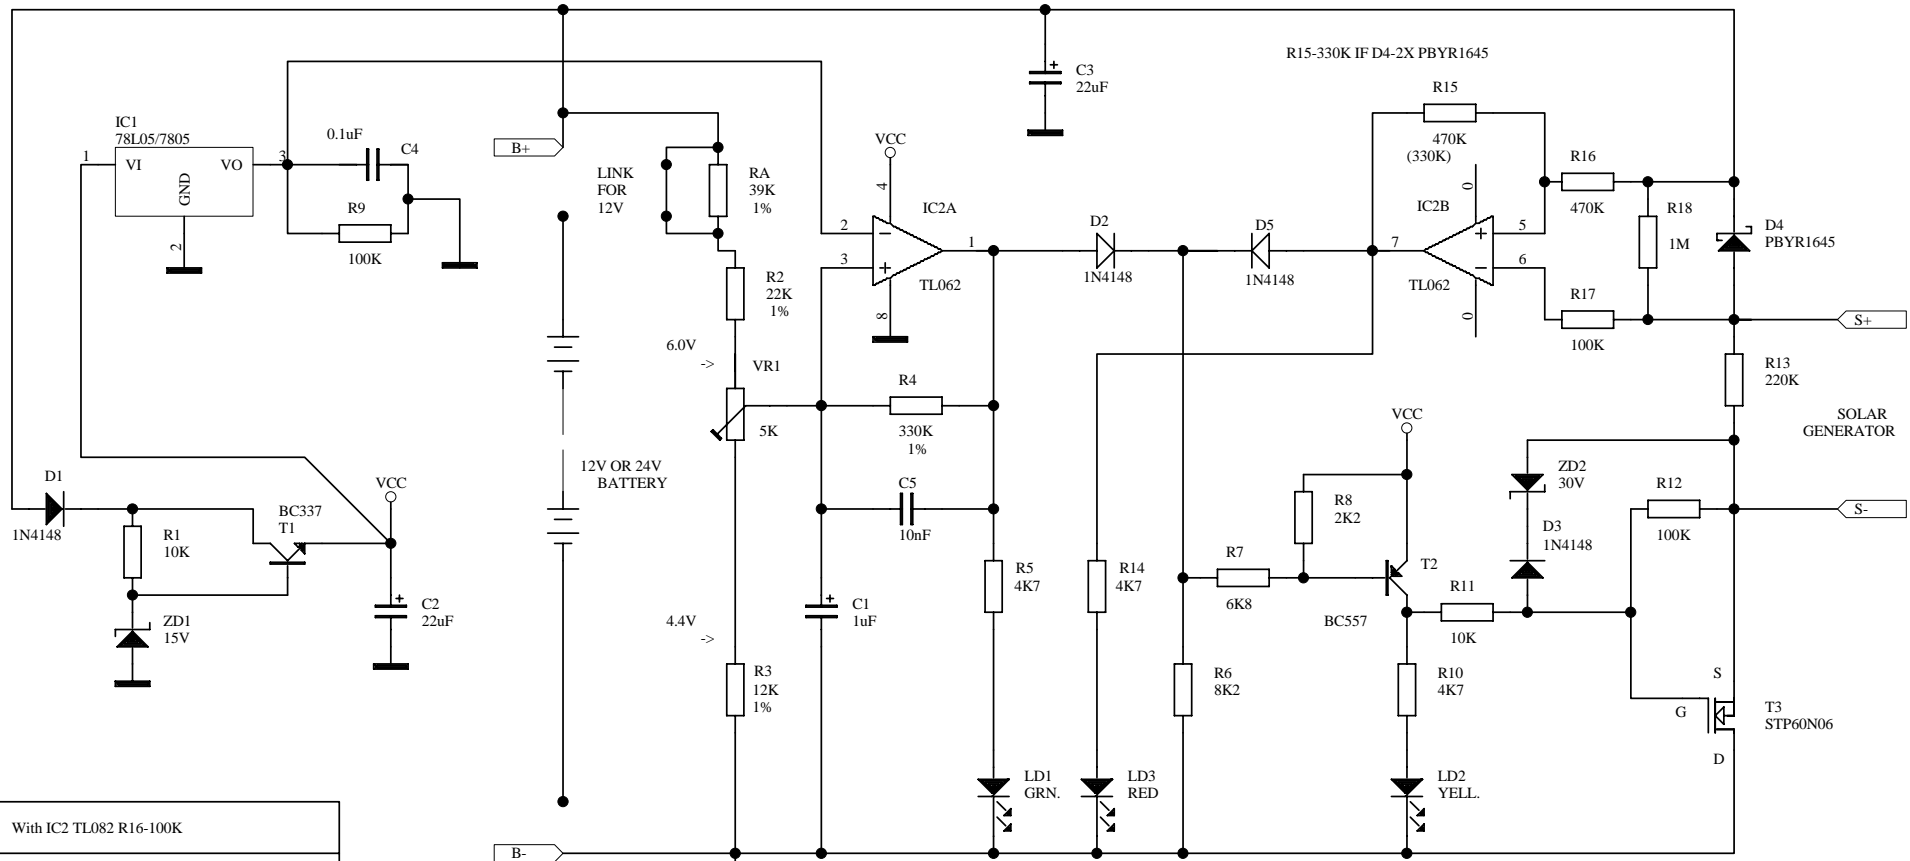 R15-330K IF D4-2X PBYR1645
C3
22uF
R15
470K
(330K)
IC1
78L05/7805
1
VI
VO
3
GND
2
0.1uF
C4
R9
100K
B+
LINK
FOR
12V
RA
39K
1%
VCC
4
IC2A
2
3
1
8
TL062
D2
1N4148
D5
1N4148
7
IC2B
TL062
0
0
5
6
R16
470K
R18
1M
R17
100K
D4
PBYR1645
S+
R2
22K
1%
6.0V
->
VR1
5K
R4
330K
1%
R13
220K
SOLAR
GENERATOR
VCC
12V OR 24V
BATTERY
D1
1N4148
R1
10K
BC337
T1
VCC
C2
22uF
ZD1
15V
C5
10nF
R8
2K2
ZD2
30V
D3
1N4148
R12
100K
S-
R7
6K8
T2
BC557
R11
10K
4.4V
->
C1
1uF
R5
4K7
R14
4K7
R3
12K
1%
R6
8K2
R10
4K7
S
G
D
T3
STP60N06
LD1
GRN.
LD3
RED
LD2
YELL.
With IC2 TL082 R16-100K
B-